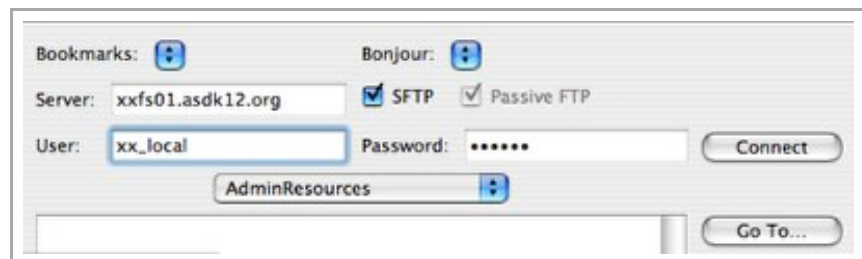 Bookmarks: Bonjour:
Server: xxfs01.asdk12.org SFTP Passive FTP
User: xx_local Password: •••••• Connect
AdminResources
Go To...